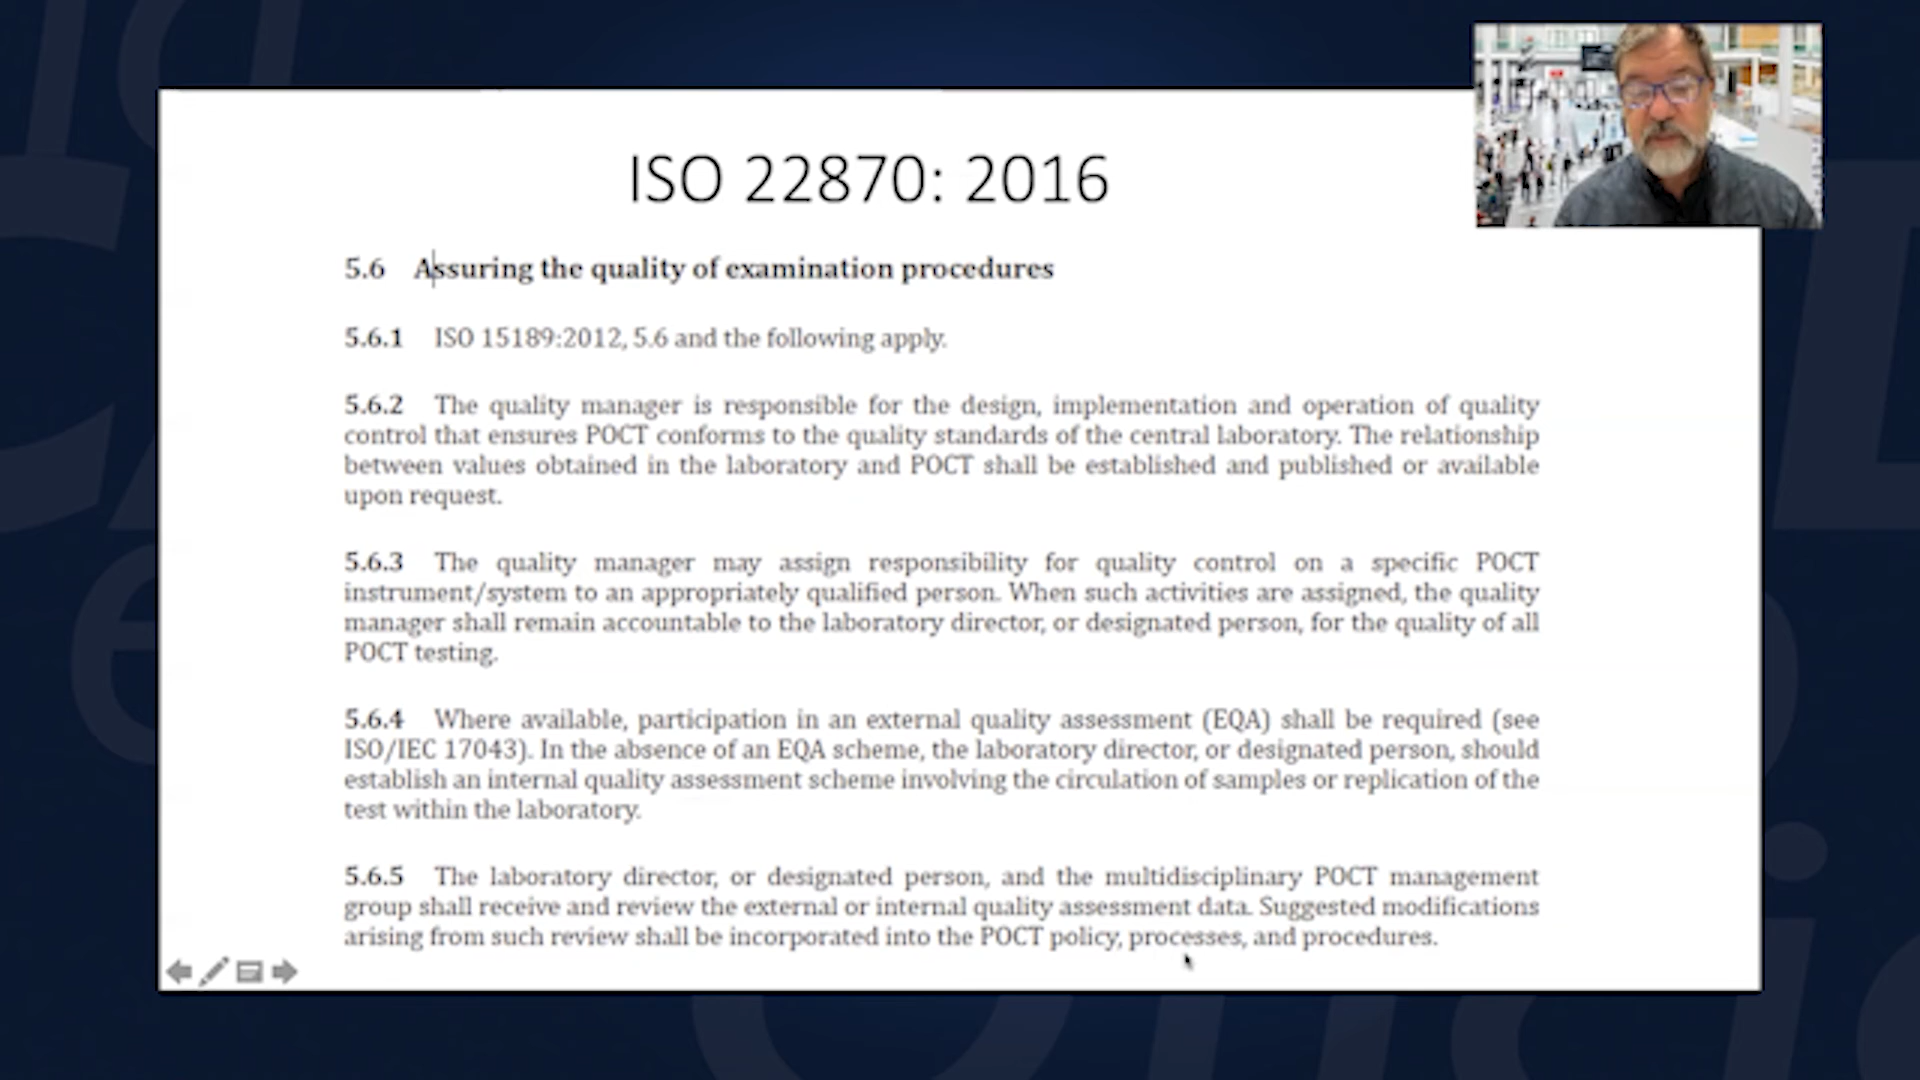 ISO 22870: 2016
5.6 Assuring the quality of examination procedures
5.6.1 ISO 15189:2012, 5.6 and the following apply.
5.6.2 The quality manager is responsible for the design, implementation and operation of quality
control that ensures POCT conforms to the quality standards of the central laboratory. The relationship
between values obtained in the laboratory and POCT shall be established and published or available
upon request.
5.6.3 The quality manager may assign responsibility for quality control on a specific POCT
instrument/system to an appropriately qualified person. When such activities are assigned, the quality
manager shall remain accountable to the laboratory director, or designated person, for the quality of all
POCT testing.
5.6.4 Where available, participation in an external quality assessment (EQA) shall be required (see
ISO/IEC 17043). In the absence of an EQA scheme, the laboratory director, or designated person, should
establish an internal quality assessment scheme involving the circulation of samples or replication of the
test within the laboratory.
5.6.5 The laboratory director, or designated person, and the multidisciplinary POCT management
group shall receive and review the external or internal quality assessment data. Suggested modifications
arising from such review shall be incorporated into the POCT policy, processes, and procedures.